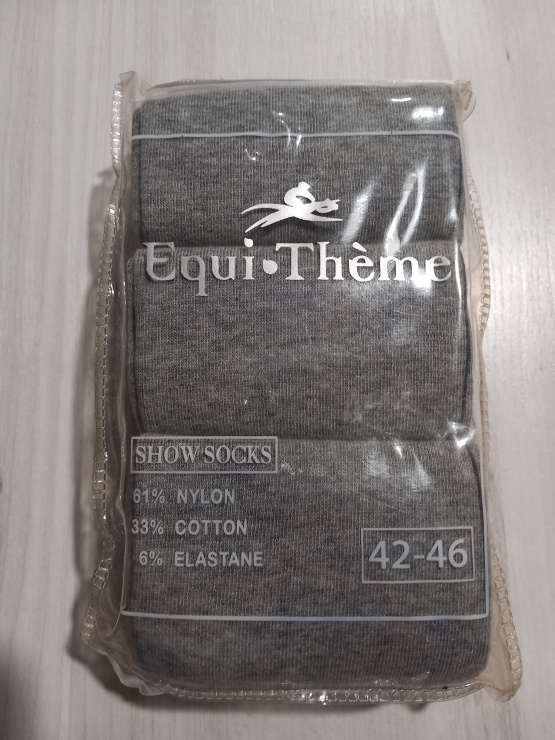 Equi•Thème
SHOW SOCKS
61% NYLON
33% COTTON
6% ELASTANE
42-46